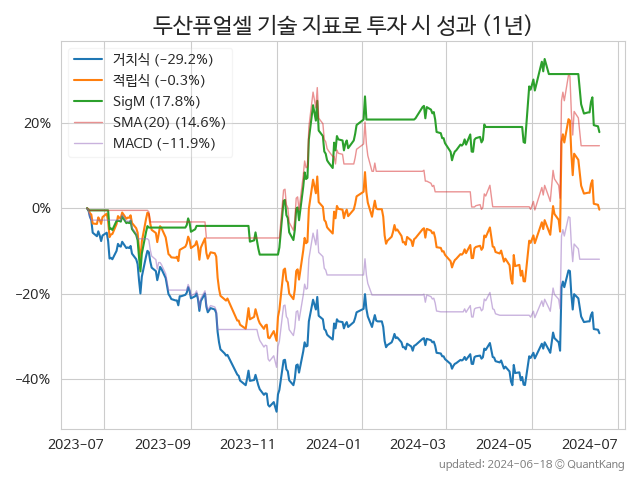 두산퓨얼셀 기술 지표로 투자 시 성과 (1년)
거치식 (−29.2%)
적립식 (−0.3%)
SigM (17.8%)
SMA(20) (14.6%)
MACD (−11.9%)
20%
0%
−20%
−40%
2023-07 2023-09 2023-11 2024-01 2024-03 2024-05 2024-07
updated: 2024-06-18 © QuantKang